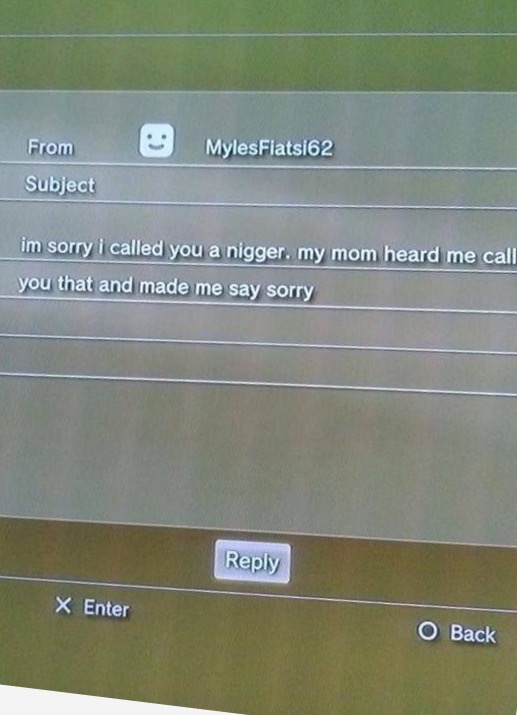 From MylesFlatsi62
Subject
im sorry i called you a nigger. my mom heard me call
you that and made me say sorry
Reply
X Enter
O Back